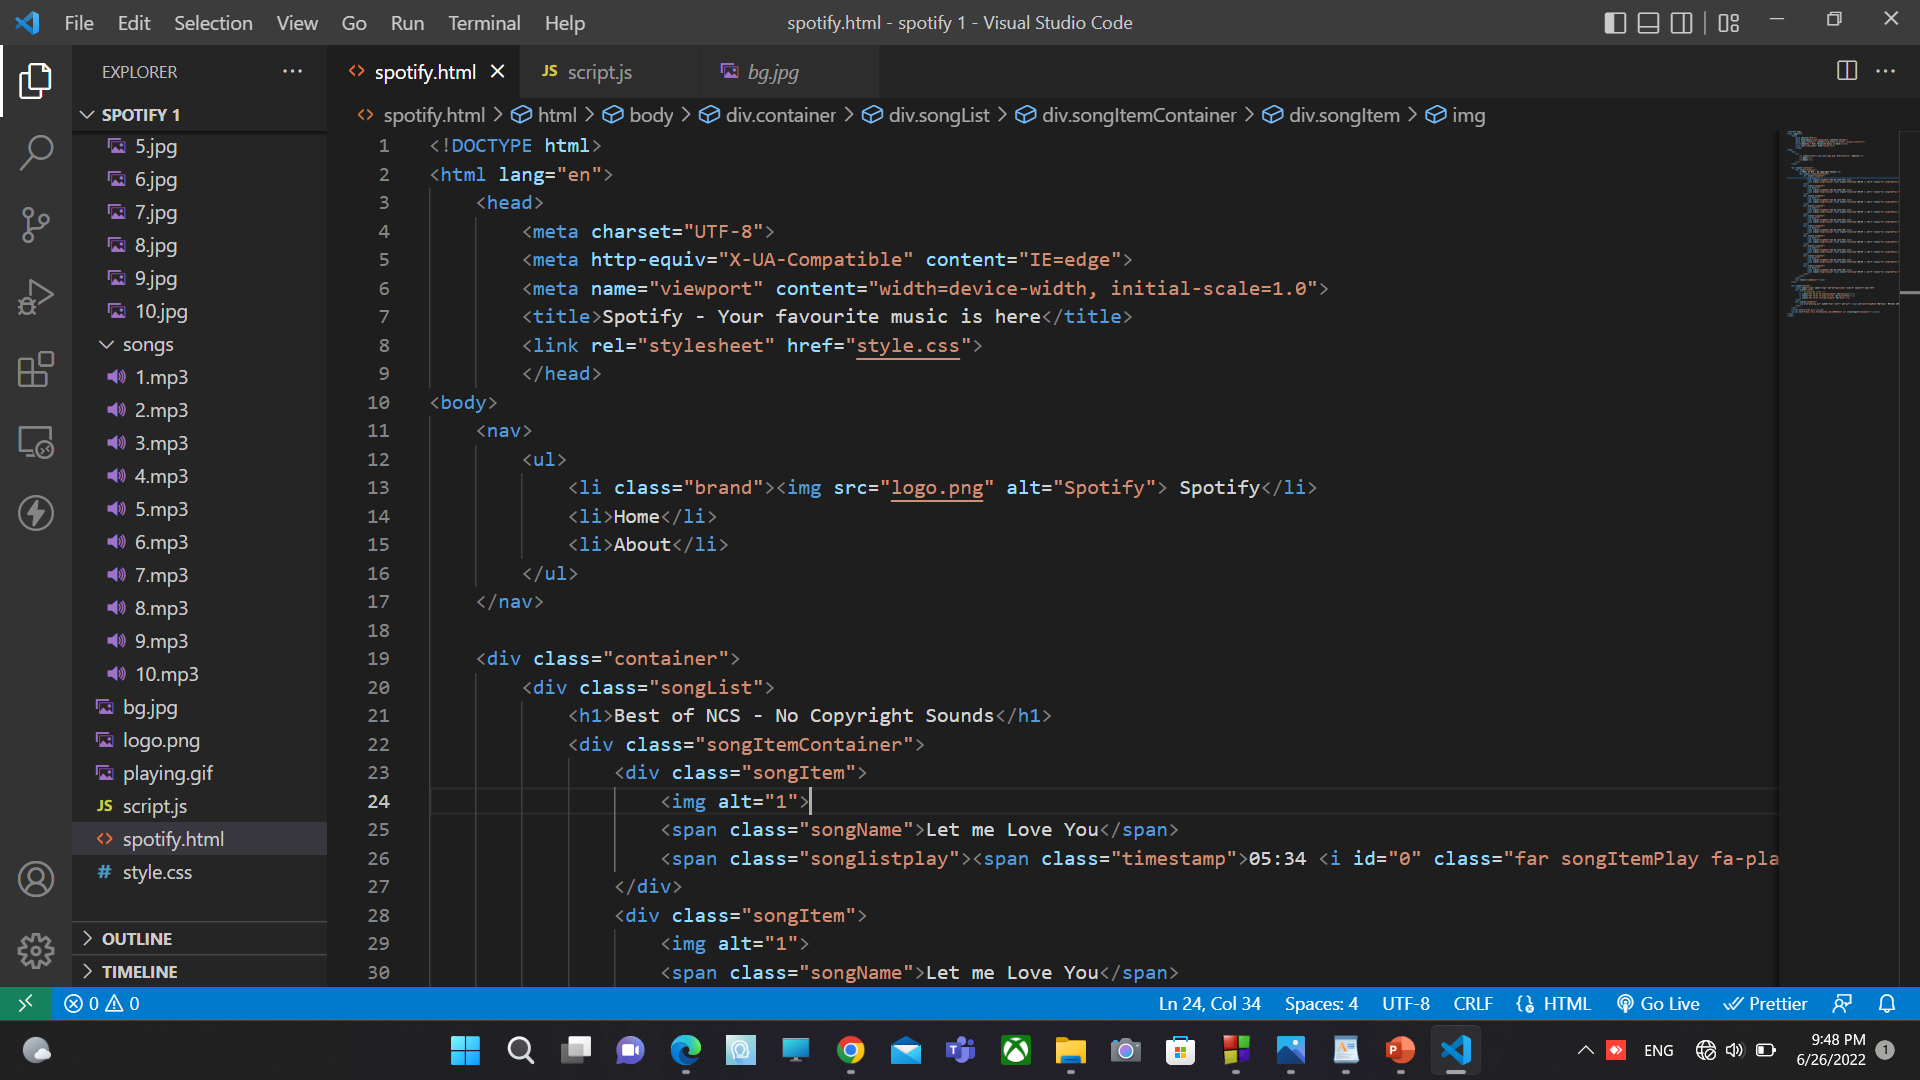 File Edit Selection View Go Run Terminal Help
spotify.html - spotify 1 - Visual Studio Code
EXPLORER
SPOTIFY 1
5.jpg
6.jpg
7.jpg
8.jpg
9.jpg
10.jpg
songs
1.mp3
2.mp3
3.mp3
4.mp3
5.mp3
6.mp3
7.mp3
8.mp3
9.mp3
10.mp3
bg.jpg
logo.png
playing.gif
JS script.js
<> spotify.html
# style.css
OUTLINE
TIMELINE
<> spotify.html
JS script.js
bg.jpg
<> spotify.html > html > body > div.container > div.songList > div.songItemContainer > div.songItem > img
1 <!DOCTYPE html>
2 <html lang="en">
3 <head>
4 <meta charset="UTF-8">
5 <meta http-equiv="X-UA-Compatible" content="IE=edge">
6 <meta name="viewport" content="width=device-width, initial-scale=1.0">
7 <title>Spotify - Your favourite music is here</title>
8 <link rel="stylesheet" href="style.css">
9 </head>
10 <body>
11 <nav>
12 <ul>
13 <li class="brand"><img src="logo.png" alt="Spotify"> Spotify</li>
14 <li>Home</li>
15 <li>About</li>
16 </ul>
17 </nav>
18
19 <div class="container">
20 <div class="songList">
21 <h1>Best of NCS - No Copyright Sounds</h1>
22 <div class="songItemContainer">
23 <div class="songItem">
24 <img alt="1">
25 <span class="songName">Let me Love You</span>
26 <span class="songlistplay"><span class="timestamp">05:34 <i id="0" class="far songItemPlay fa-pla
27 </div>
28 <div class="songItem">
29 <img alt="1">
30 <span class="songName">Let me Love You</span>
0 0
Ln 24, Col 34 Spaces: 4 UTF-8 CRLF HTML Go Live Prettier
ENG
9:48 PM
6/26/2022
1